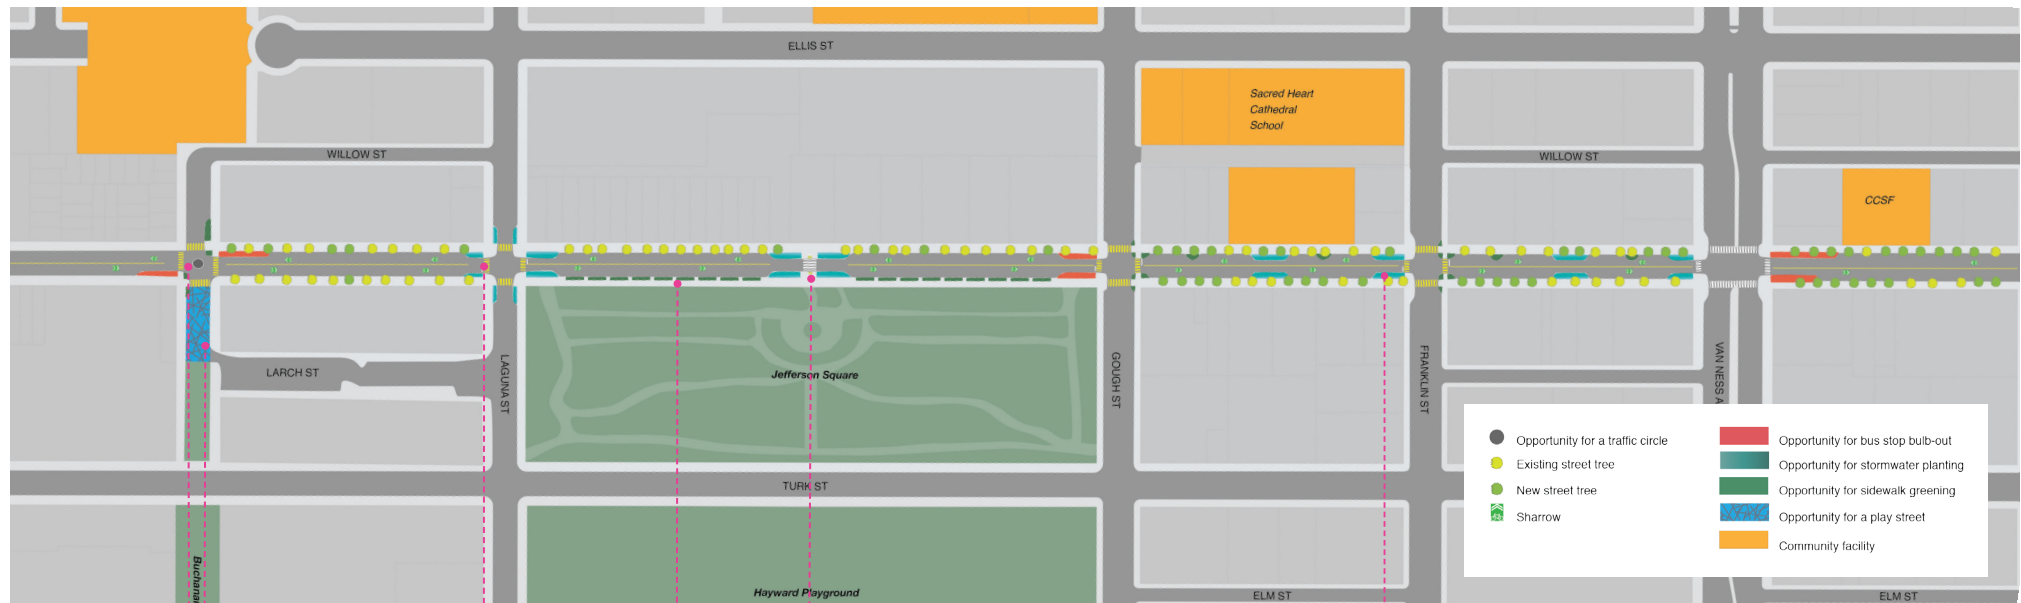 ELLIS ST
Sacred Heart
Cathedral
School
WILLOW ST
WILLOW ST
CCSF
LARCH ST
LAGUNA ST
Jefferson Square
GOUGH ST
FRANKLIN ST
VAN NESS A
TURK ST
Buchana
Hayward Playground
ELM ST
ELM ST
Opportunity for a traffic circle
Existing street tree
New street tree
Sharrow
Opportunity for bus stop bulb-out
Opportunity for stormwater planting
Opportunity for sidewalk greening
Opportunity for a play street
Community facility